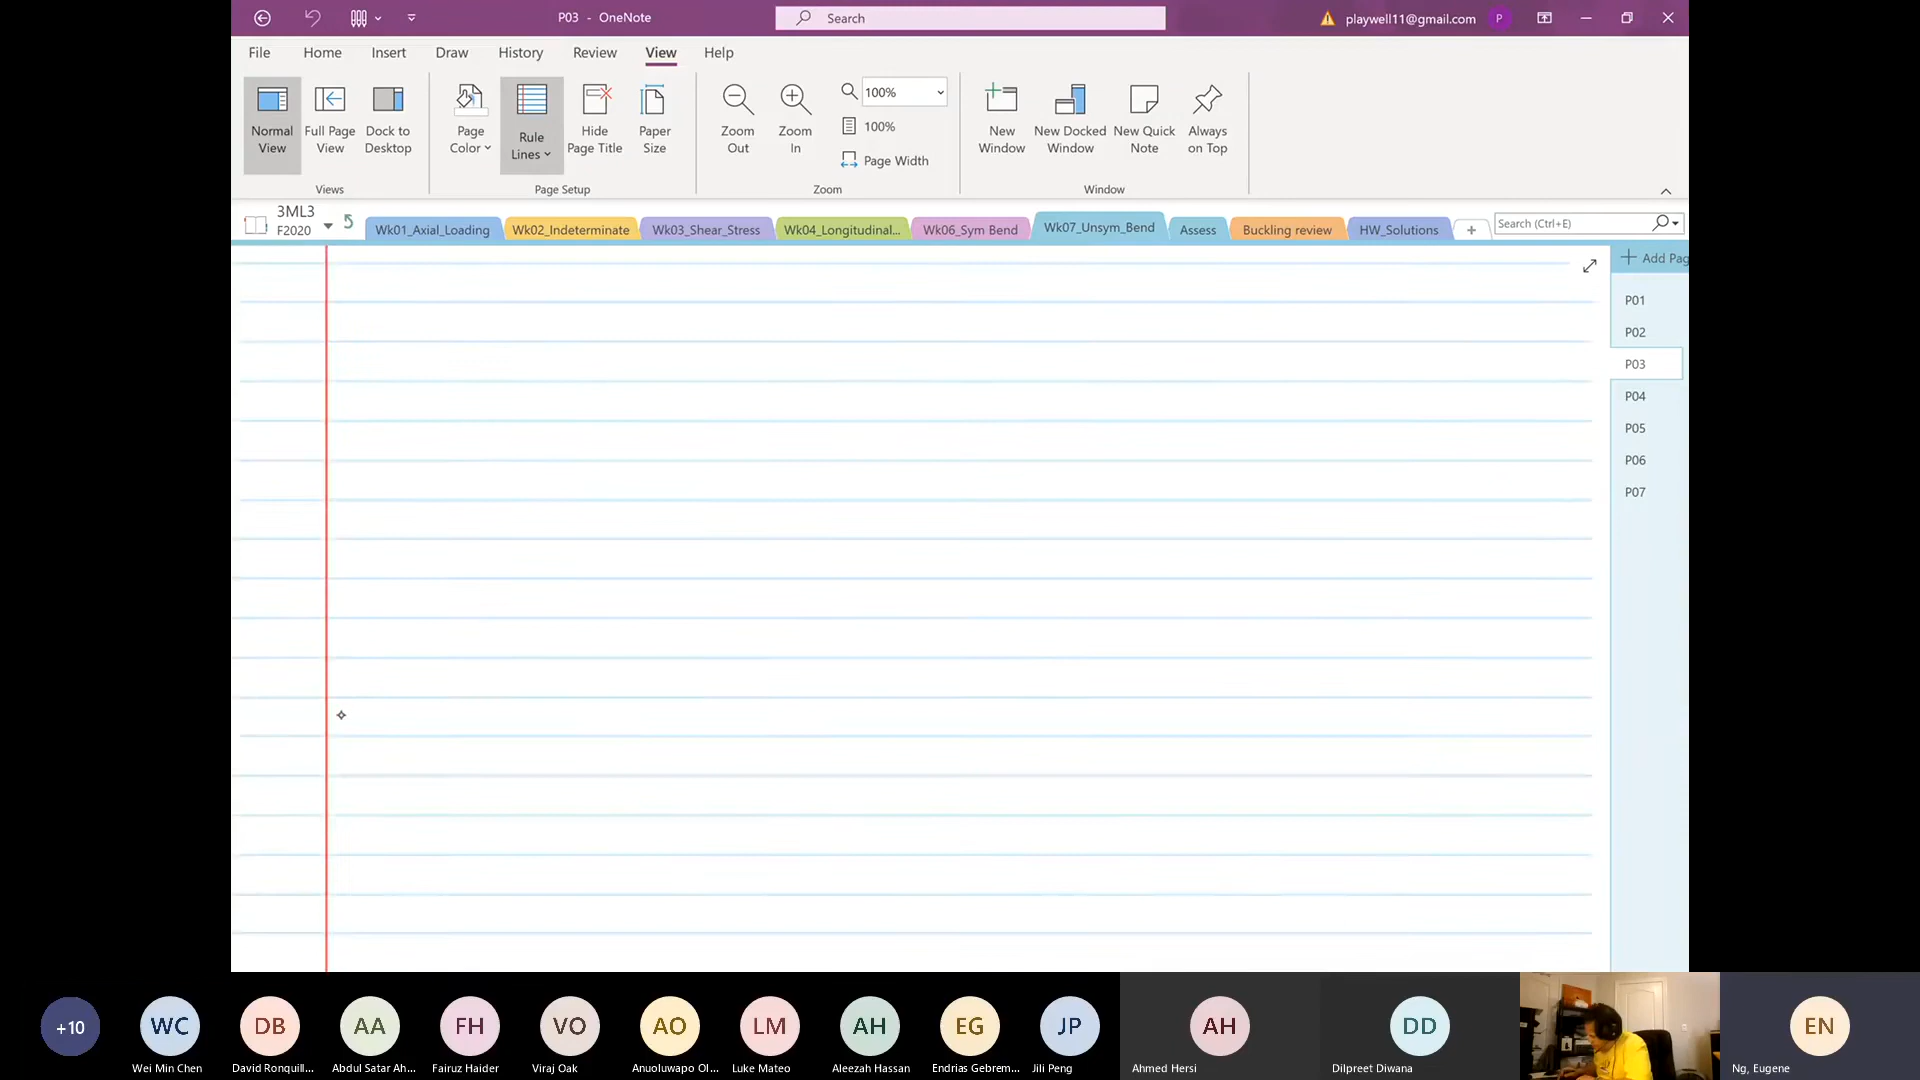 P03 - OneNote
Search
playwell11@gmail.com
P
File
Home
Insert
Draw
History
Review
View
Help
Normal View
Full Page View
Dock to Desktop
Page Color
Rule Lines
Hide Page Title
Paper Size
Zoom Out
Zoom In
100%
100%
Page Width
New Window
New Docked Window
New Quick Note
Always on Top
Views
Page Setup
Zoom
Window
3ML3
F2020
Wk01_Axial_Loading
Wk02_Indeterminate
Wk03_Shear_Stress
Wk04_Longitudinal...
Wk06_Sym Bend
Wk07_Unsym_Bend
Assess
Buckling review
HW_Solutions
Search (Ctrl+E)
Add Pag
P01
P02
P03
P04
P05
P06
P07
+10
WC
DB
AA
FH
VO
AO
LM
AH
EG
JP
AH
DD
EN
Wei Min Chen
David Ronquill...
Abdul Satar Ah...
Fairuz Haider
Viraj Oak
Anuoluwapo Ol...
Luke Mateo
Aleezah Hassan
Endrias Gebrem...
Jili Peng
Ahmed Hersi
Dilpreet Diwana
Ng, Eugene